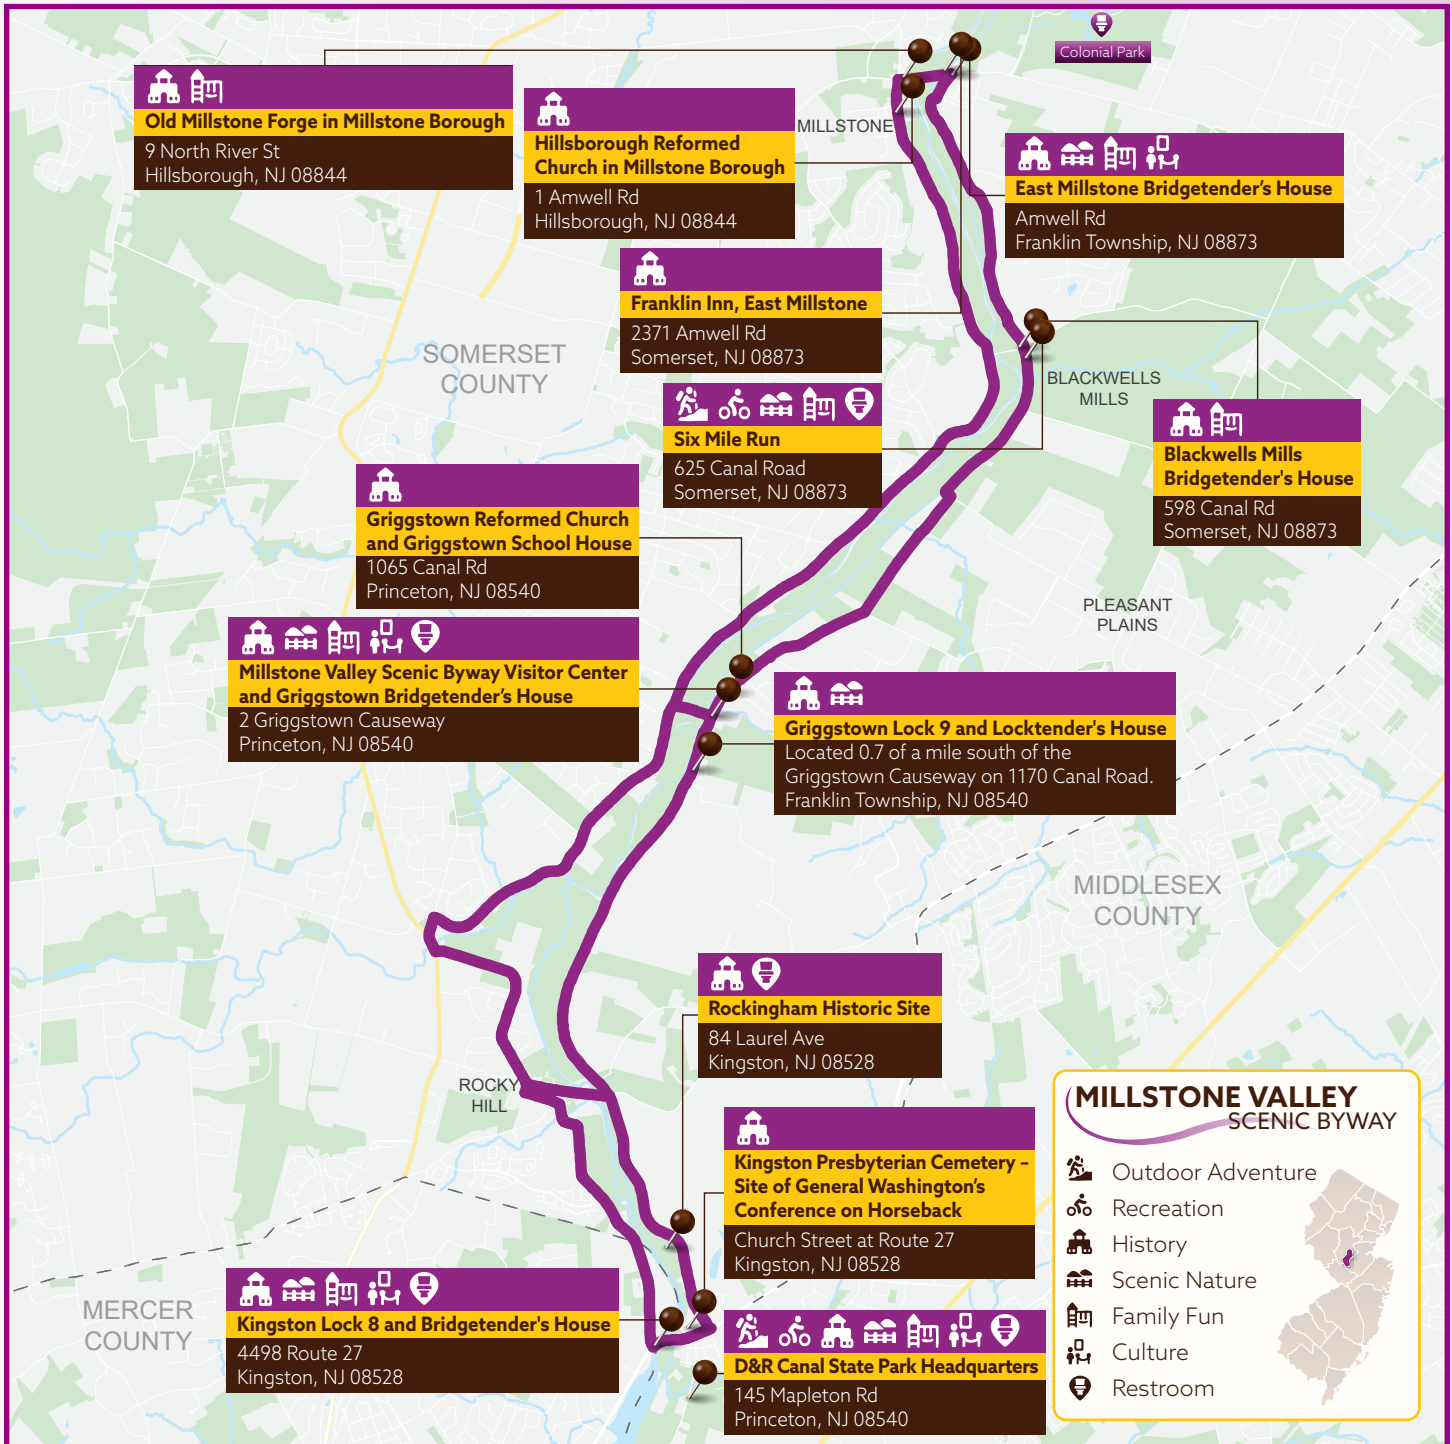 Colonial Park
Old Millstone Forge in Millstone Borough
9 North River St
Hillsborough, NJ 08844
Hillsborough Reformed
Church in Millstone Borough
1 Amwell Rd
Hillsborough, NJ 08844
MILLSTONE
East Millstone Bridgetender’s House
Amwell Rd
Franklin Township, NJ 08873
Franklin Inn, East Millstone
2371 Amwell Rd
Somerset, NJ 08873
SOMERSET
COUNTY
BLACKWELLS
MILLS
Six Mile Run
625 Canal Road
Somerset, NJ 08873
Blackwells Mills
Bridgetender's House
598 Canal Rd
Somerset, NJ 08873
Griggstown Reformed Church
and Griggstown School House
1065 Canal Rd
Princeton, NJ 08540
PLEASANT
PLAINS
Millstone Valley Scenic Byway Visitor Center
and Griggstown Bridgetender’s House
2 Griggstown Causeway
Princeton, NJ 08540
Griggstown Lock 9 and Locktender's House
Located 0.7 of a mile south of the
Griggstown Causeway on 1170 Canal Road.
Franklin Township, NJ 08540
MIDDLESEX
COUNTY
Rockingham Historic Site
84 Laurel Ave
Kingston, NJ 08528
ROCKY
HILL
Kingston Presbyterian Cemetery –
Site of General Washington’s
Conference on Horseback
Church Street at Route 27
Kingston, NJ 08528
MERCER
COUNTY
Kingston Lock 8 and Bridgetender's House
4498 Route 27
Kingston, NJ 08528
D&R Canal State Park Headquarters
145 Mapleton Rd
Princeton, NJ 08540
MILLSTONE VALLEY
SCENIC BYWAY
Outdoor Adventure
Recreation
History
Scenic Nature
Family Fun
Culture
Restroom